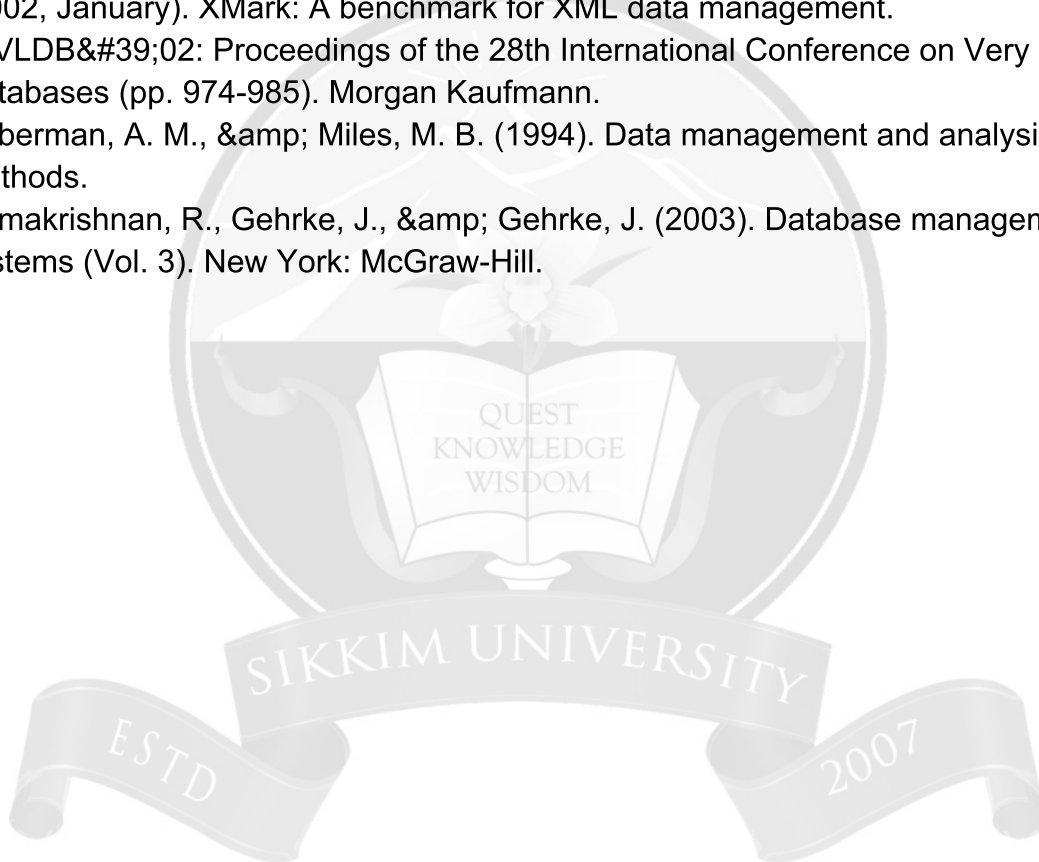 002, January). XMark: A benchmark for XML data management.
VLDB&#39;02: Proceedings of the 28th International Conference on Very
tabases (pp. 974-985). Morgan Kaufmann.
berman, A. M., &amp; Miles, M. B. (1994). Data management and analysi
thods.
makrishnan, R., Gehrke, J., &amp; Gehrke, J. (2003). Database managem
stems (Vol. 3). New York: McGraw-Hill.
QUEST
KNOWLEDGE
WISDOM
SIKKIM UNIVERSITY
ESTD
2007